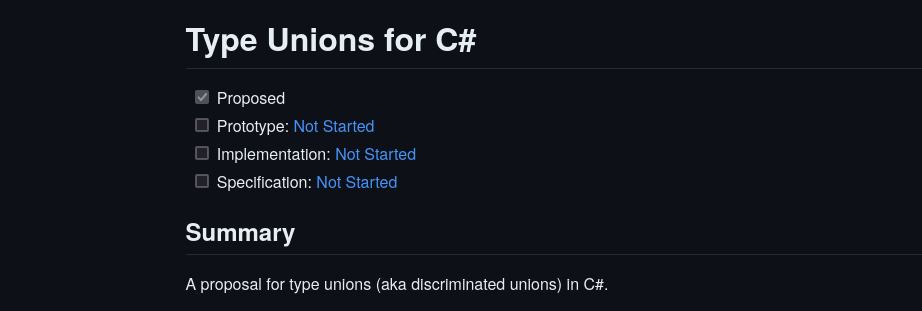 Type Unions for C#
Proposed
Prototype: Not Started
Implementation: Not Started
Specification: Not Started
Summary
A proposal for type unions (aka discriminated unions) in C#.